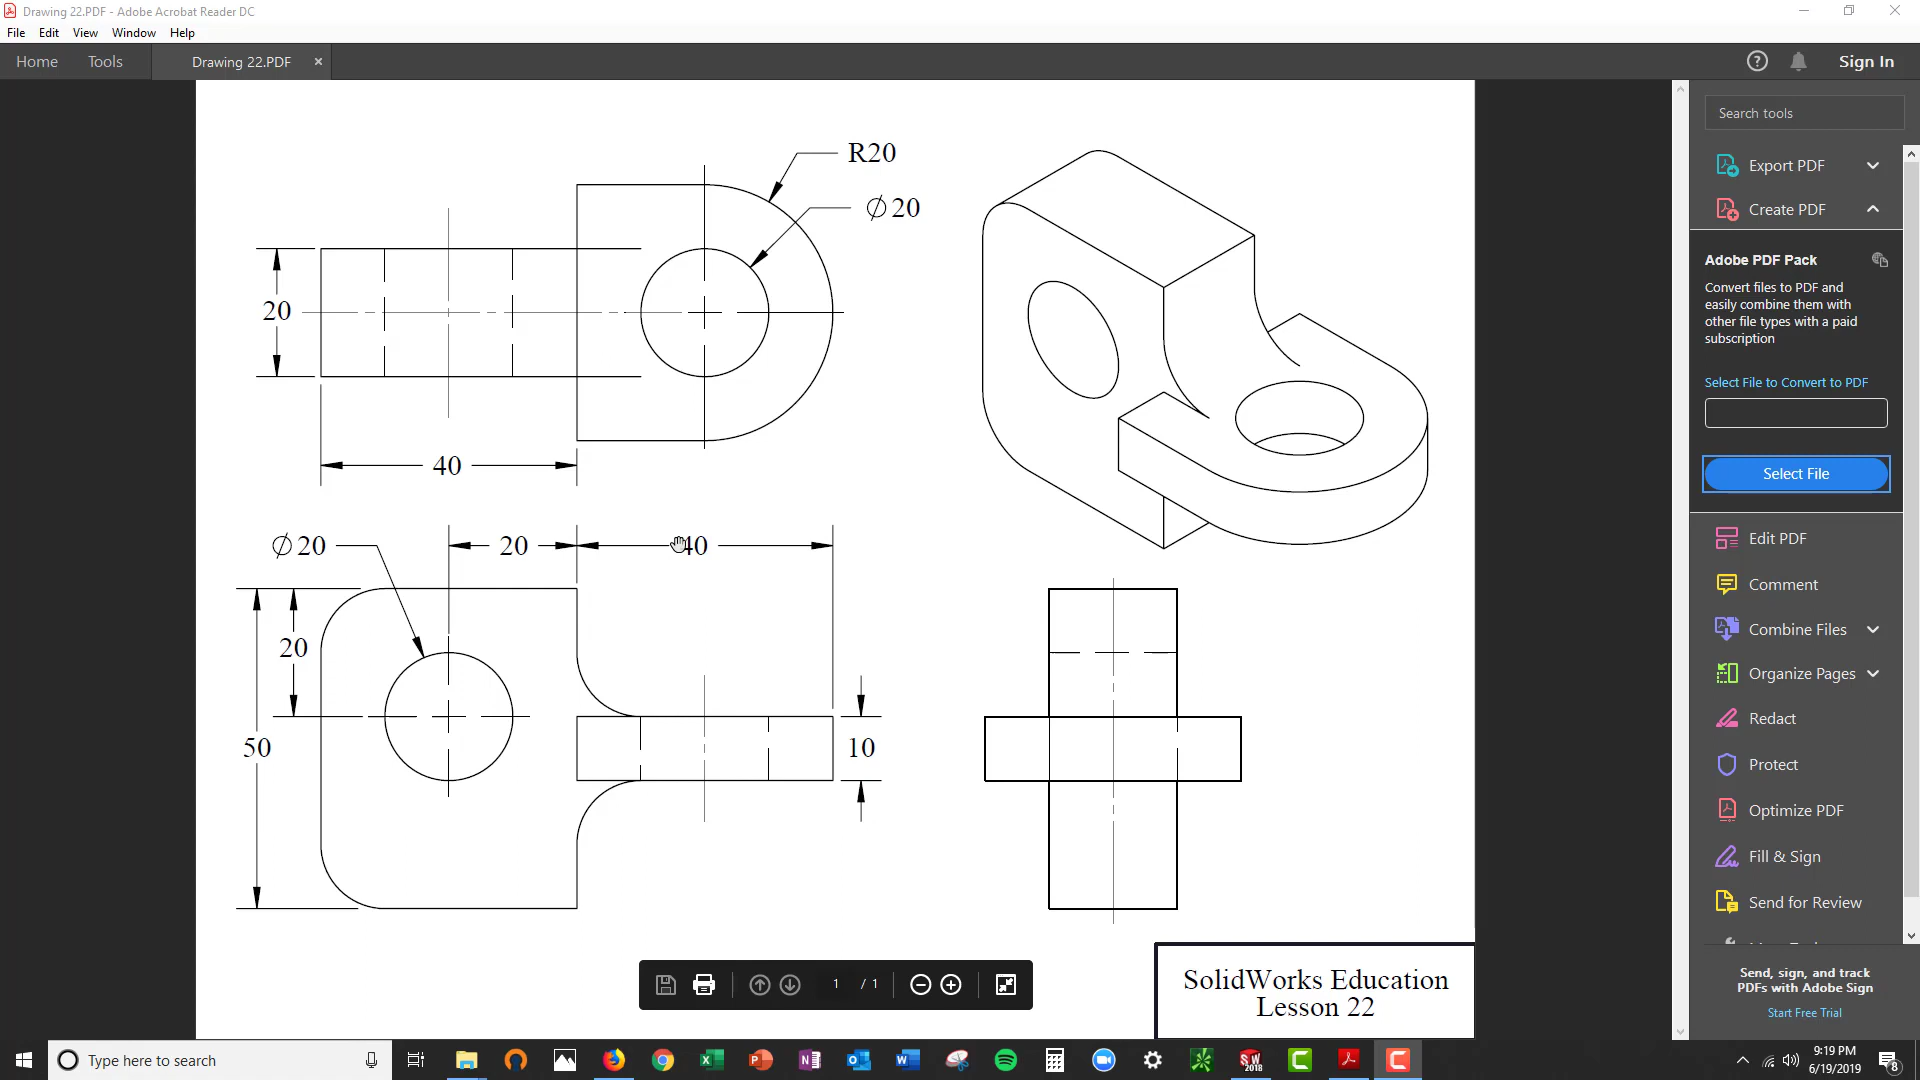 Drawing 22.PDF - Adobe Acrobat Reader DC
File Edit View Window Help
Home Tools Drawing 22.PDF × Sign In
Search tools
Export PDF
Create PDF
Adobe PDF Pack
Convert files to PDF and
easily combine them with
other file types with a paid
subscription
Select File to Convert to PDF
Select File
Edit PDF
Comment
Combine Files
Organize Pages
Redact
Protect
Optimize PDF
Fill & Sign
Send for Review
Send, sign, and track
PDFs with Adobe Sign
Start Free Trial
R20
∅20
20
40
∅20
20
40
20
50
10
SolidWorks Education
Lesson 22
1 / 1
Type here to search
9:19 PM
6/19/2019
8
SW
2018